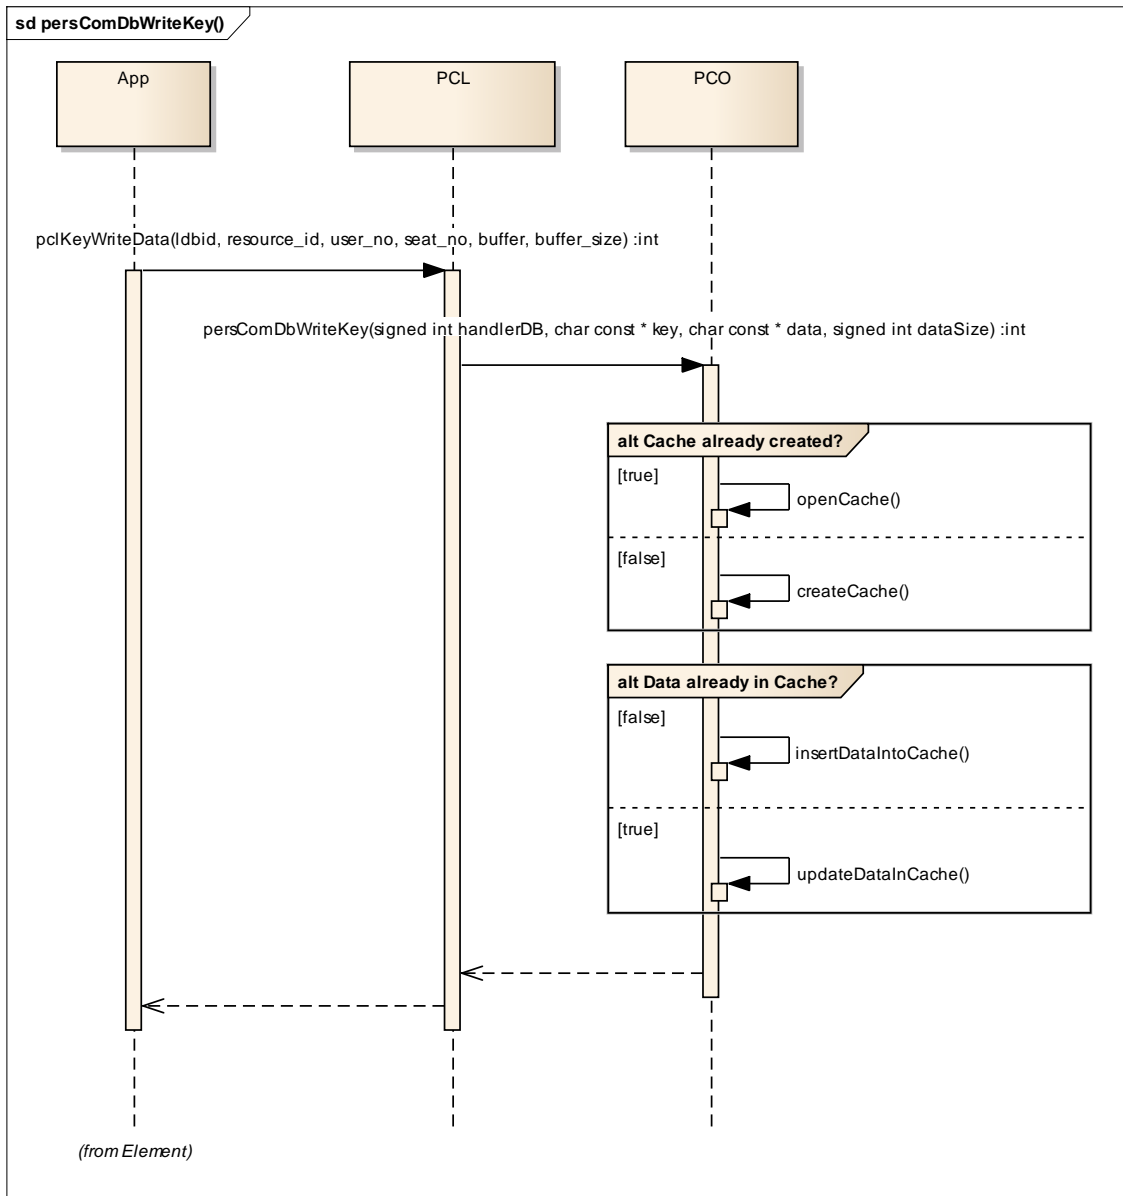 sd persComDbWriteKey()
App
PCL
PCO
pclKeyWriteData(ldbid, resource_id, user_no, seat_no, buffer, buffer_size) :int
persComDbWriteKey(signed int handlerDB, char const * key, char const * data, signed int dataSize) :int
alt Cache already created?
[true]
openCache()
[false]
createCache()
alt Data already in Cache?
[false]
insertDataIntoCache()
[true]
updateDataInCache()
(from Element)